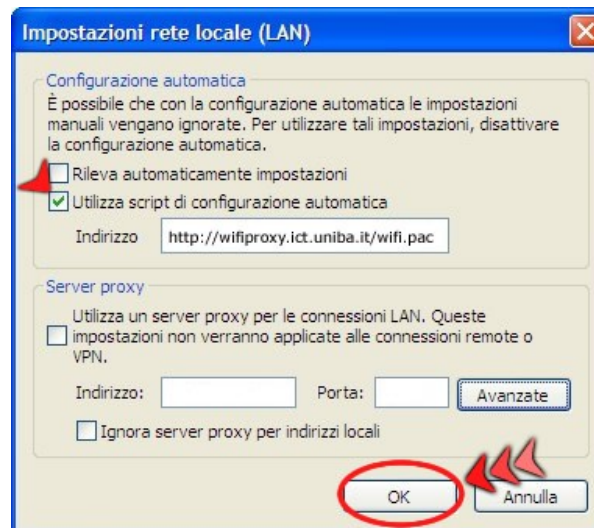 Impostazioni rete locale (LAN)
Configurazione automatica
È possibile che con la configurazione automatica le impostazioni
manuali vengano ignorate. Per utilizzare tali impostazioni, disattivare
la configurazione automatica.
Rileva automaticamente impostazioni
Utilizza script di configurazione automatica
Indirizzo http://wifiproxy.ict.uniba.it/wifi.pac
Server proxy
Utilizza un server proxy per le connessioni LAN. Queste
impostazioni non verranno applicate alle connessioni remote o
VPN.
Indirizzo: Porta: Avanzate
Ignora server proxy per indirizzi locali
OK Annulla